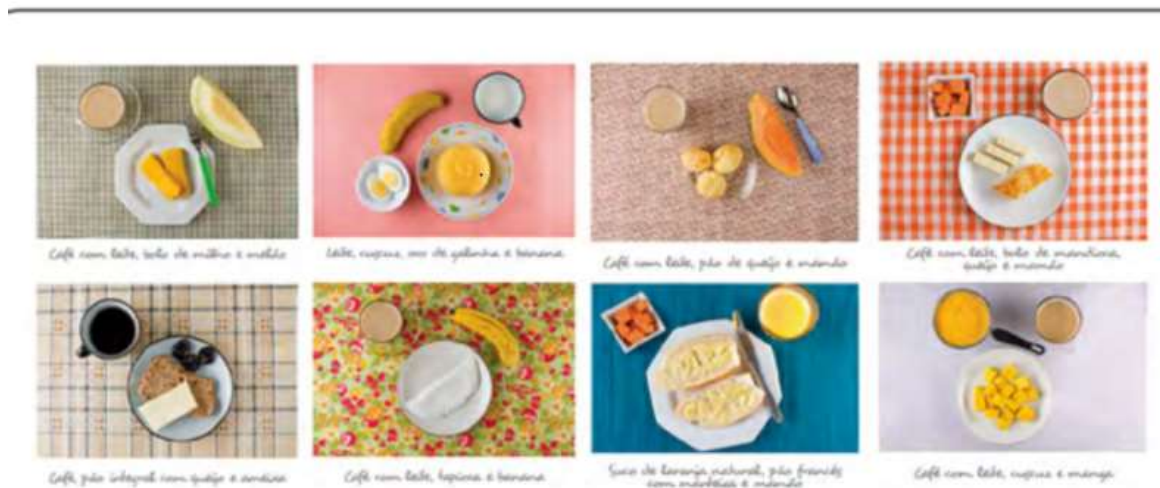 Café com leite, bolo de milho e melão
Leite, cuscuz, ovo de galinha e banana
Café com leite, pão de queijo e mamão
Café com leite, bolo de mandioca,
queijo e mamão
Café, pão integral com queijo e ameixa
Café com leite, tapioca e banana
Suco de laranja natural, pão francês
com manteiga e mamão
Café com leite, cuscuz e manga